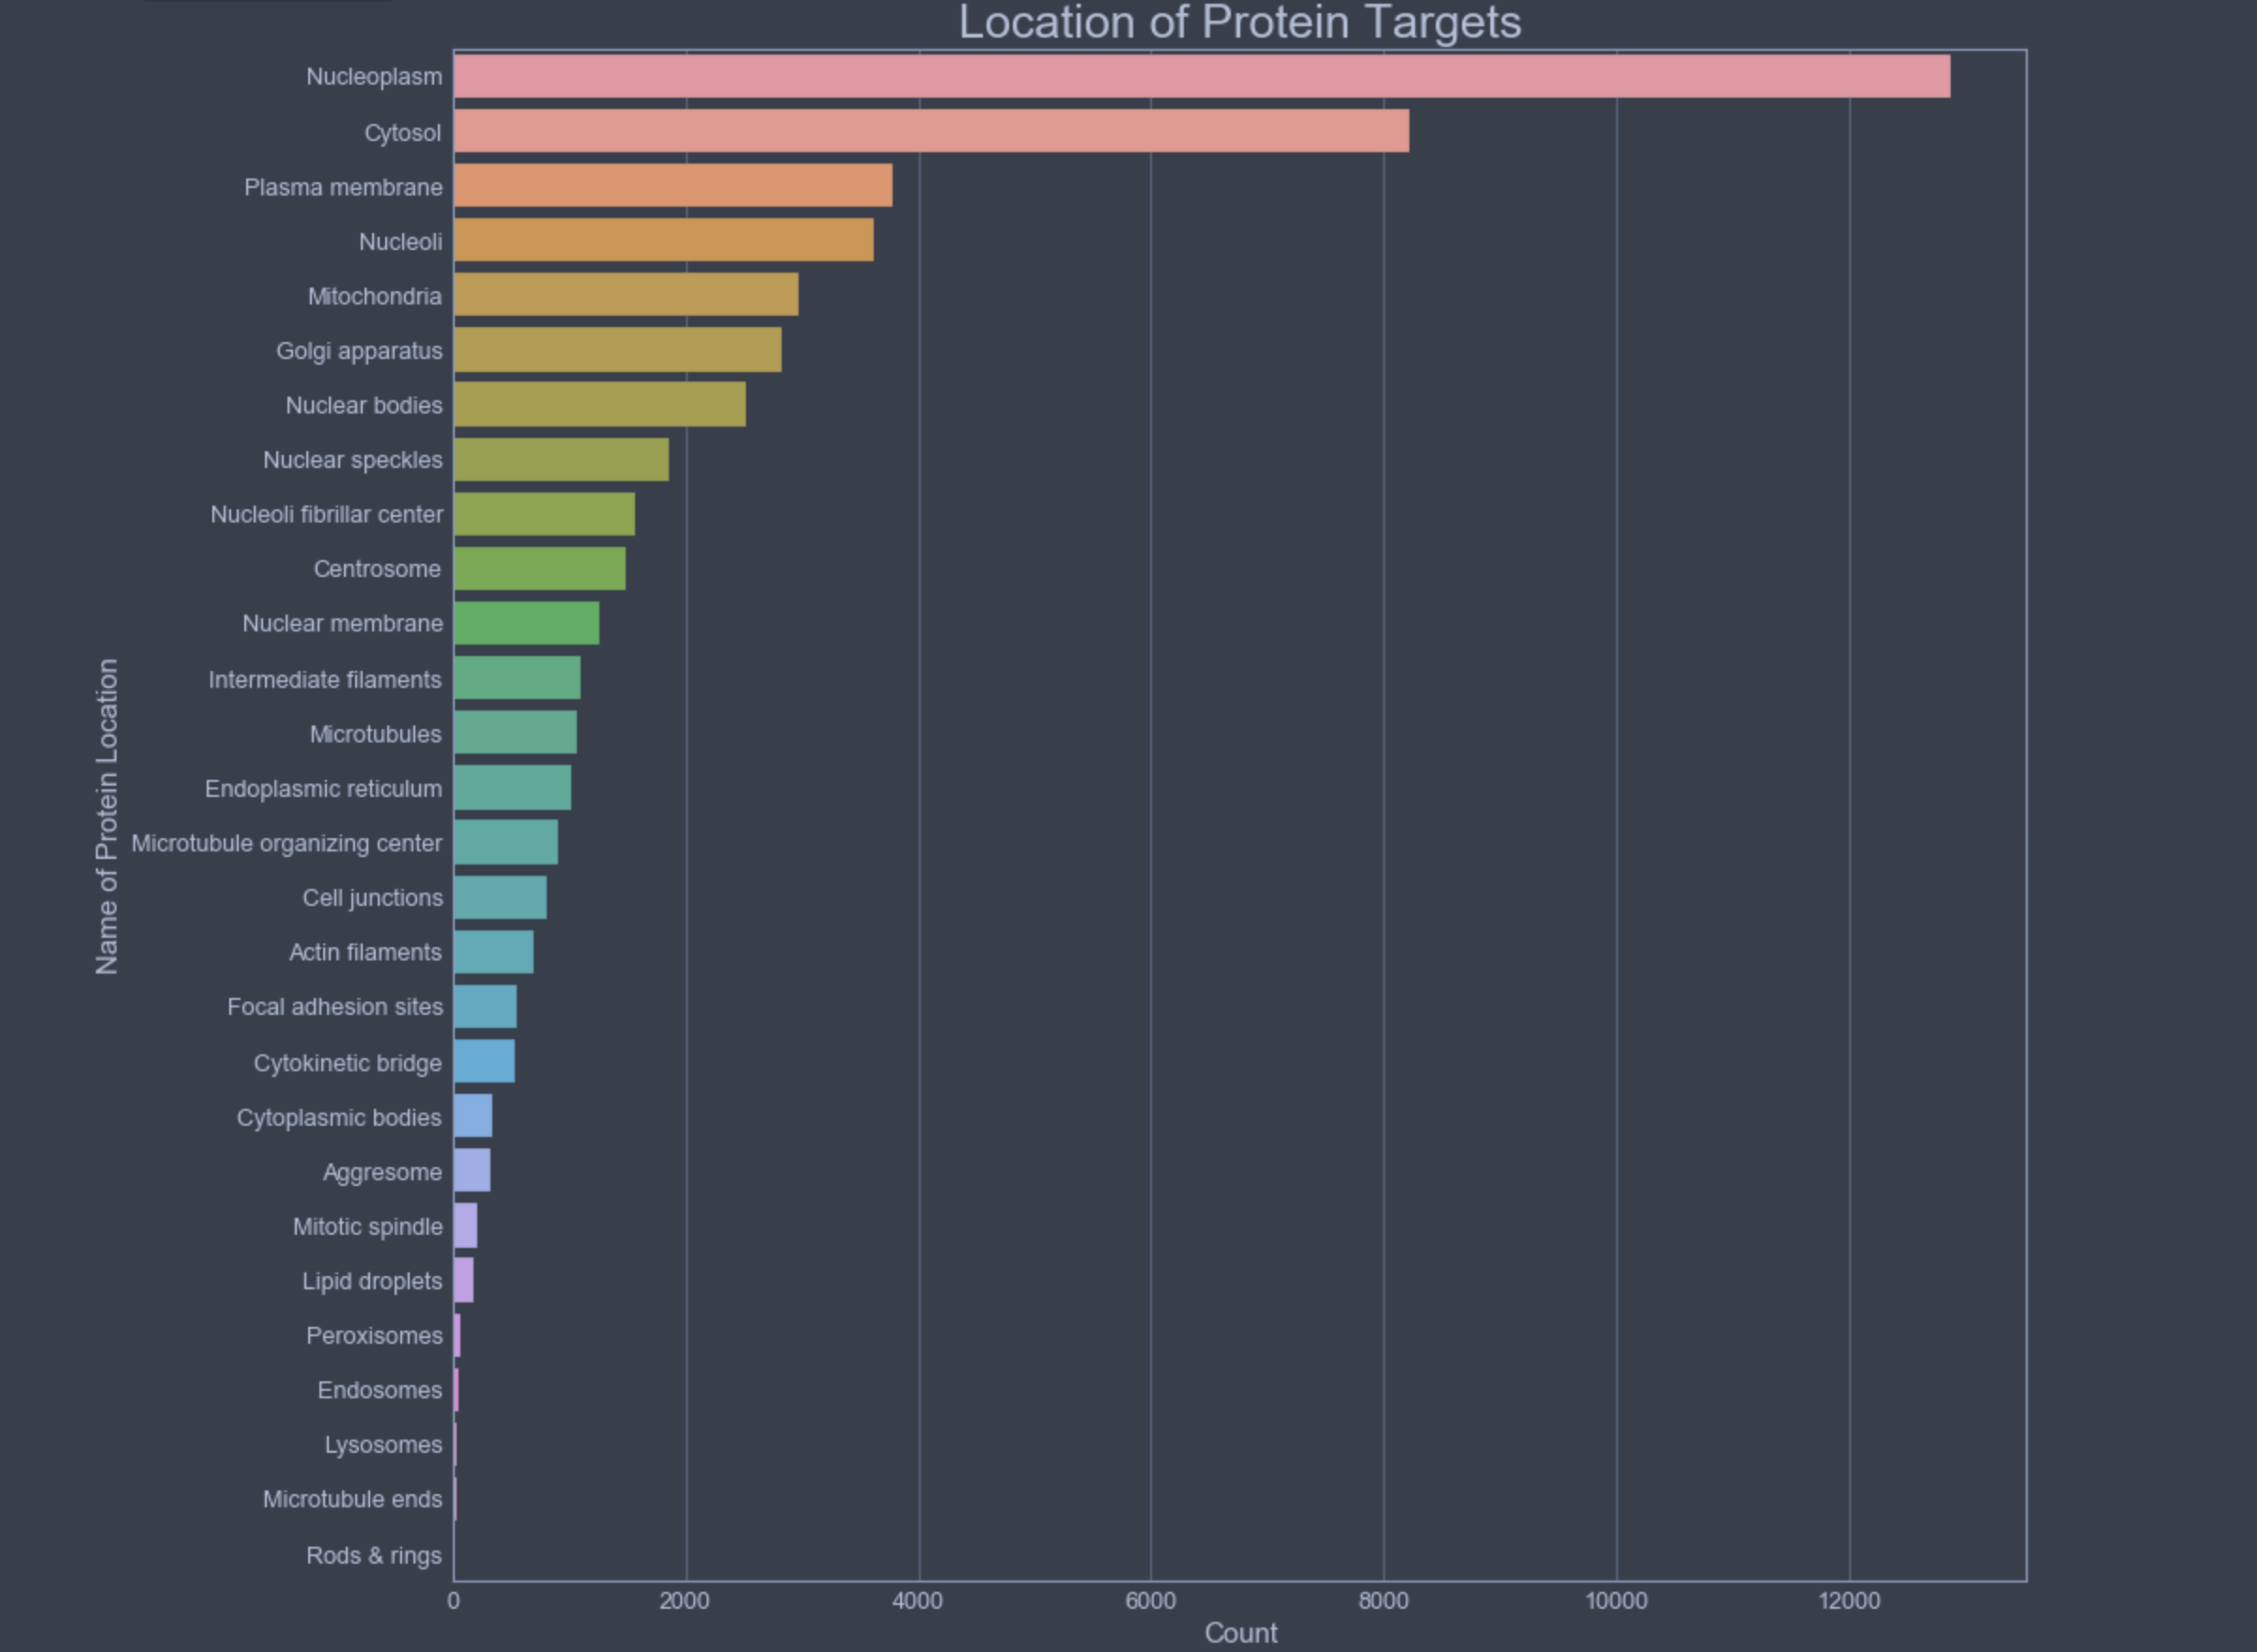 Location of Protein Targets
Nucleoplasm
Cytosol
Plasma membrane
Nucleoli
Mitochondria
Golgi apparatus
Nuclear bodies
Nuclear speckles
Nucleoli fibrillar center
Centrosome
Nuclear membrane
Intermediate filaments
Microtubules
Endoplasmic reticulum
Microtubule organizing center
Cell junctions
Actin filaments
Focal adhesion sites
Cytokinetic bridge
Cytoplasmic bodies
Aggresome
Mitotic spindle
Lipid droplets
Peroxisomes
Endosomes
Lysosomes
Microtubule ends
Rods & rings
Name of Protein Location
0 2000 4000 6000 8000 10000 12000
Count